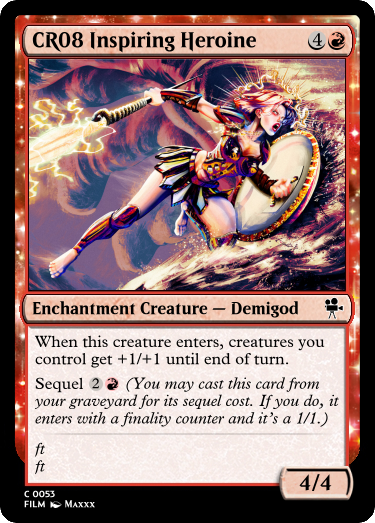 CR08 Inspiring Heroine 4
Enchantment Creature — Demigod
When this creature enters, creatures you
control get +1/+1 until end of turn.
Sequel 2 (You may cast this card from
your graveyard for its sequel cost. If you do, it
enters with a finality counter and it's a 1/1.)
ft
ft
4/4
C 0053
FILM Maxxx